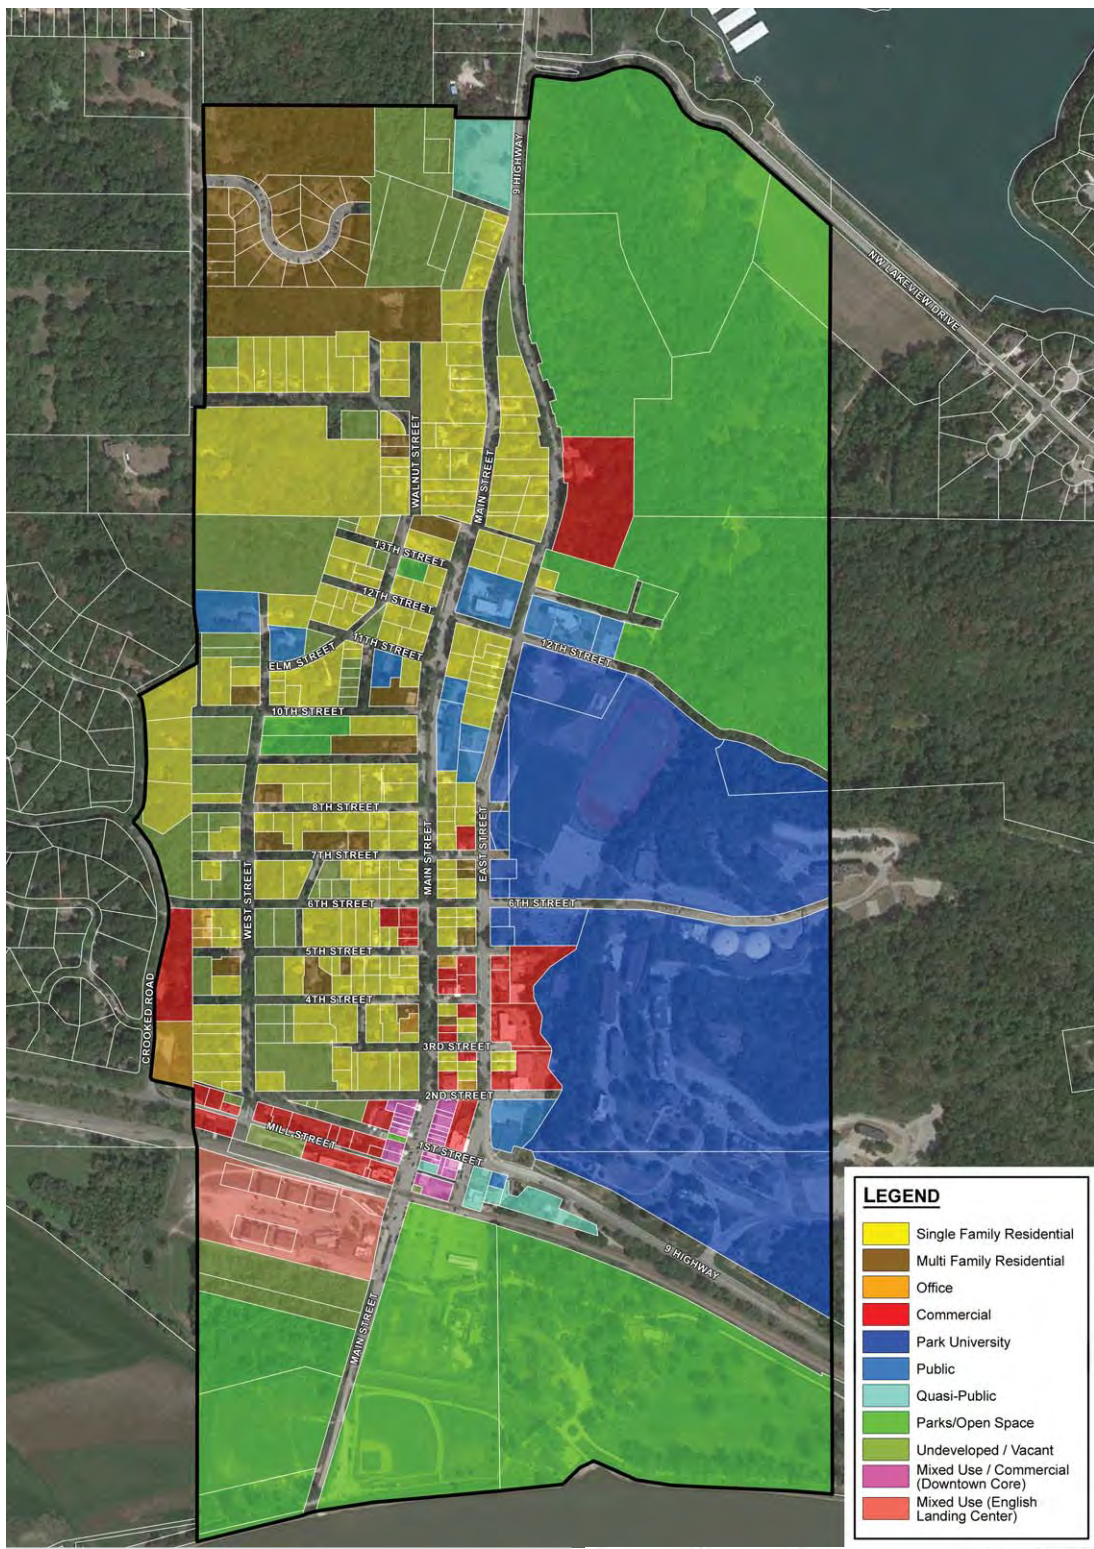 9 HIGHWAY
NW LAKEVIEW DRIVE
WALNUT STREET
MAIN STREET
13TH STREET
12TH STREET
11TH STREET
ELM STREET
12TH STREET
10TH STREET
8TH STREET
7TH STREET
MAIN STREET
EAST STREET
WEST STREET
6TH STREET
6TH STREET
5TH STREET
4TH STREET
CROOKED ROAD
3RD STREET
2ND STREET
MILL STREET
1ST STREET
9 HIGHWAY
MAIN STREET
LEGEND
Single Family Residential
Multi Family Residential
Office
Commercial
Park University
Public
Quasi-Public
Parks/Open Space
Undeveloped / Vacant
Mixed Use / Commercial
(Downtown Core)
Mixed Use (English
Landing Center)